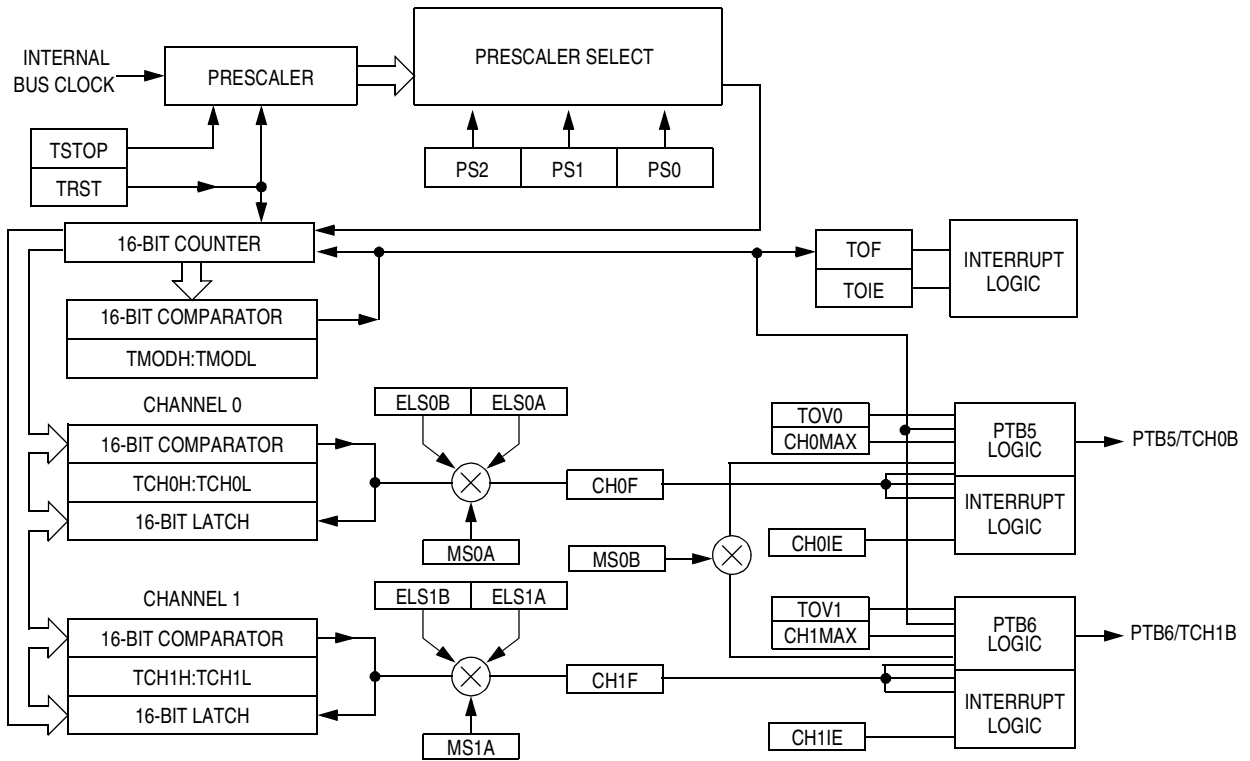 INTERNAL
BUS CLOCK
PRESCALER
PRESCALER SELECT
TSTOP
TRST
PS2
PS1
PS0
16-BIT COUNTER
TOF
TOIE
INTERRUPT
LOGIC
16-BIT COMPARATOR
TMODH:TMODL
CHANNEL 0
ELS0B
ELS0A
16-BIT COMPARATOR
TCH0H:TCH0L
16-BIT LATCH
MS0A
CH0F
TOV0
CH0MAX
PTB5
LOGIC
PTB5/TCH0B
INTERRUPT
LOGIC
CH0IE
MS0B
CHANNEL 1
ELS1B
ELS1A
16-BIT COMPARATOR
TCH1H:TCH1L
16-BIT LATCH
MS1A
CH1F
TOV1
CH1MAX
PTB6
LOGIC
PTB6/TCH1B
INTERRUPT
LOGIC
CH1IE